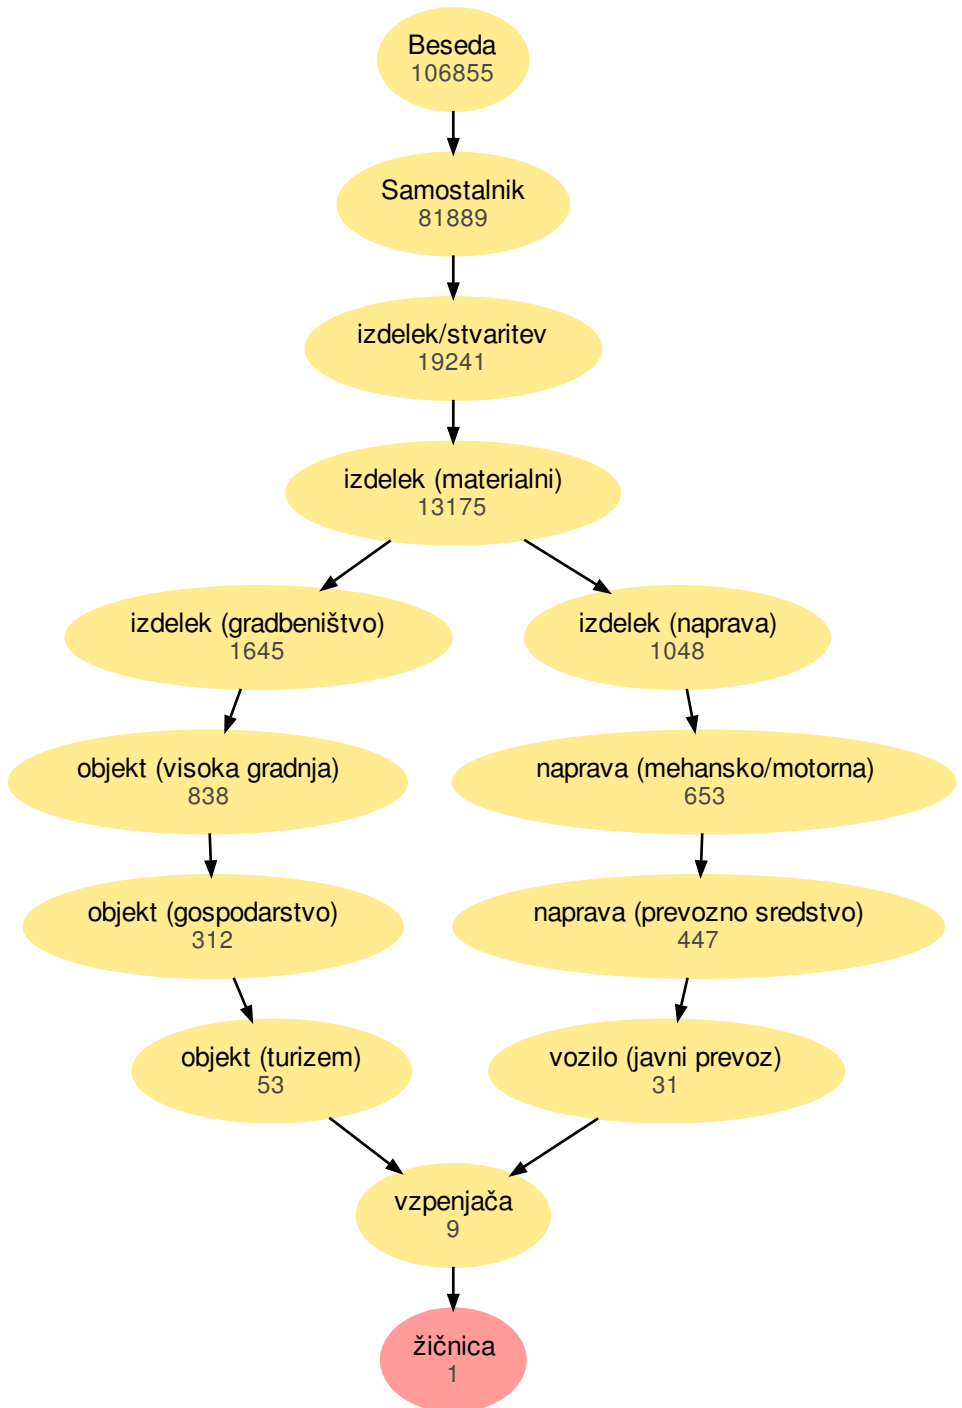 Beseda
106855
Samostalnik
81889
izdelek/stvaritev
19241
izdelek (materialni)
13175
izdelek (gradbeništvo)
1645
izdelek (naprava)
1048
objekt (visoka gradnja)
838
naprava (mehansko/motorna)
653
objekt (gospodarstvo)
312
naprava (prevozno sredstvo)
447
objekt (turizem)
53
vozilo (javni prevoz)
31
vzpenjača
9
žičnica
1